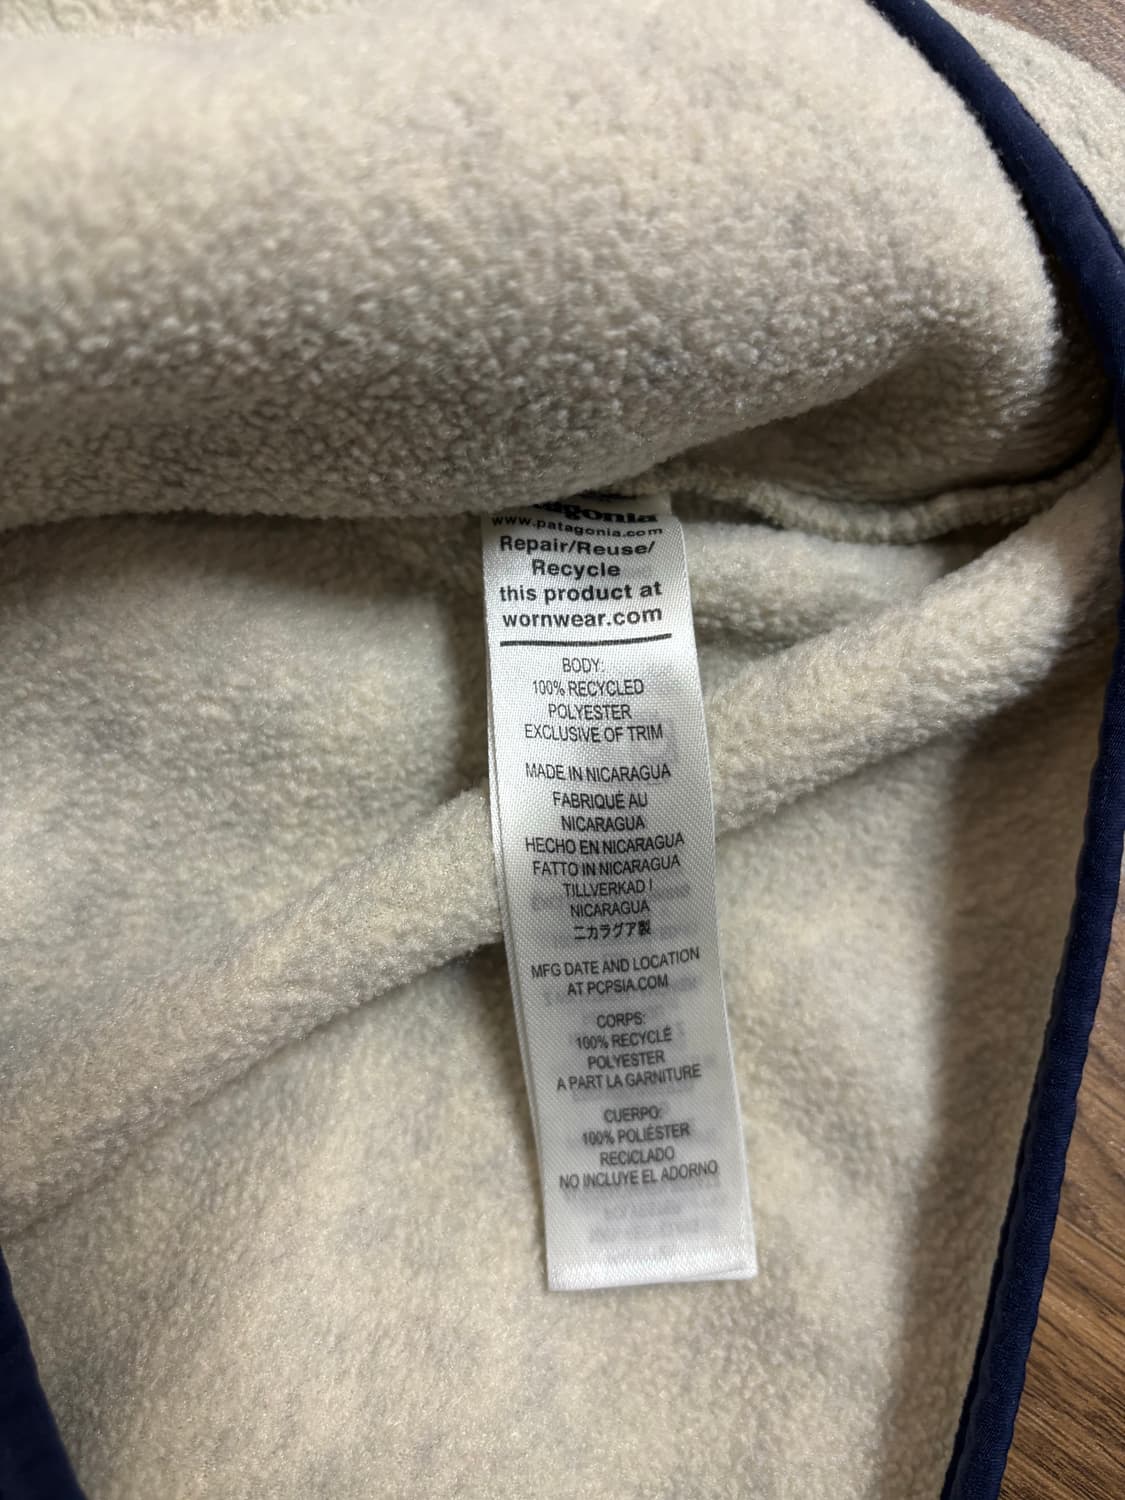 www.patagonia.com
Repair/Reuse/
Recycle
this product at
wornwear.com
BODY:
100% RECYCLED
POLYESTER
EXCLUSIVE OF TRIM
MADE IN NICARAGUA
FABRIQUÉ AU
NICARAGUA
HECHO EN NICARAGUA
FATTO IN NICARAGUA
TILLVERKAD I
NICARAGUA
ニカラグア製
MFG DATE AND LOCATION
AT PCPSIA.COM
CORPS:
100% RECYCLÉ
POLYESTER
A PART LA GARNITURE
CUERPO:
100% POLIÉSTER
RECICLADO
NO INCLUYE EL ADORNO